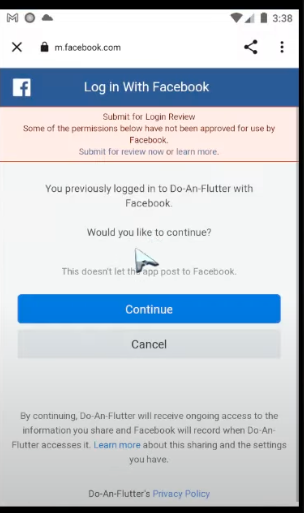 3:38
m.facebook.com
Log in With Facebook
Submit for Login Review
Some of the permissions below have not been approved for use by
Facebook.
Submit for review now or learn more.
You previously logged in to Do-An-Flutter with
Facebook.
Would you like to continue?
This doesn't let the app post to Facebook.
Continue
Cancel
By continuing, Do-An-Flutter will receive ongoing access to the
information you share and Facebook will record when Do-An-
Flutter accesses it. Learn more about this sharing and the settings
you have.
Do-An-Flutter's Privacy Policy